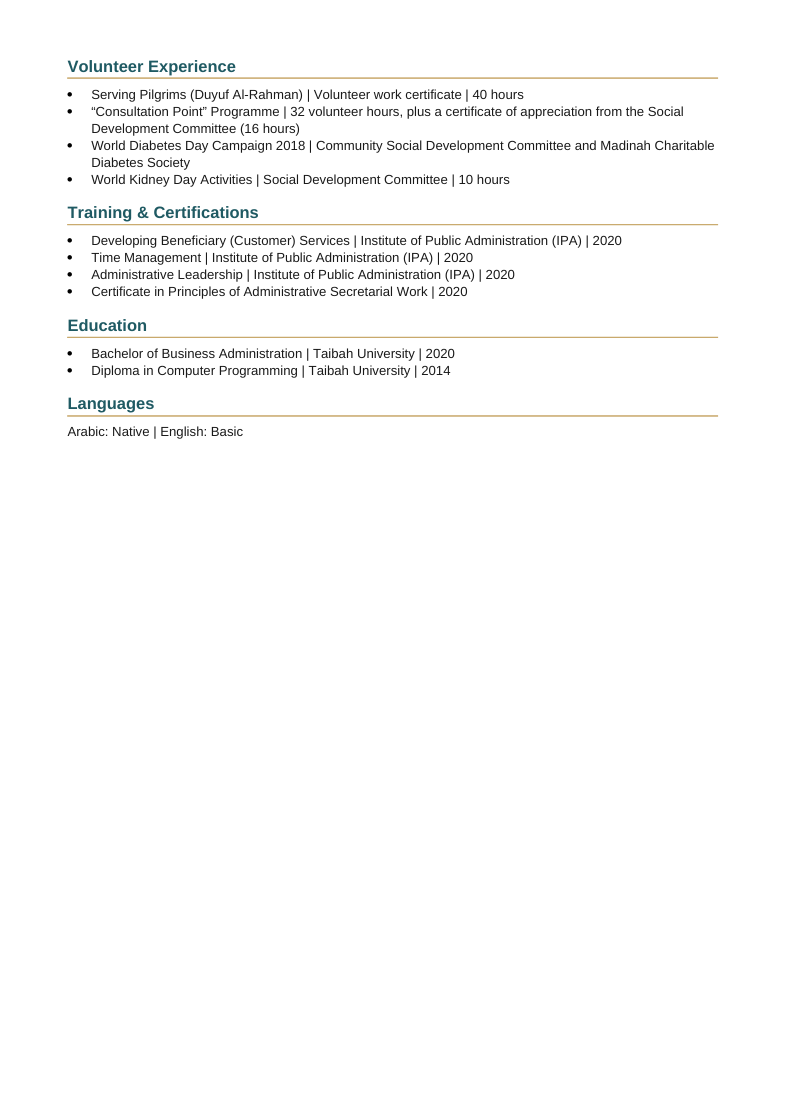 Volunteer Experience
• Serving Pilgrims (Duyuf Al-Rahman) | Volunteer work certificate | 40 hours
• “Consultation Point” Programme | 32 volunteer hours, plus a certificate of appreciation from the Social
Development Committee (16 hours)
• World Diabetes Day Campaign 2018 | Community Social Development Committee and Madinah Charitable
Diabetes Society
• World Kidney Day Activities | Social Development Committee | 10 hours
Training & Certifications
• Developing Beneficiary (Customer) Services | Institute of Public Administration (IPA) | 2020
• Time Management | Institute of Public Administration (IPA) | 2020
• Administrative Leadership | Institute of Public Administration (IPA) | 2020
• Certificate in Principles of Administrative Secretarial Work | 2020
Education
• Bachelor of Business Administration | Taibah University | 2020
• Diploma in Computer Programming | Taibah University | 2014
Languages
Arabic: Native | English: Basic